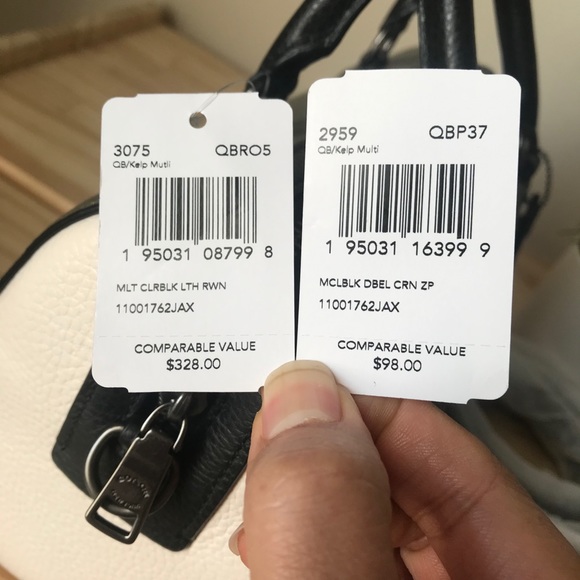 3075 QBRO5
QB/Kelp Mutli
1 95031 08799 8
MLT CLRBLK LTH RWN
11001762JAX
COMPARABLE VALUE
$328.00
2959 QBP37
QB/Kelp Multi
1 95031 16399 9
MCLBLK DBEL CRN ZP
11001762JAX
COMPARABLE VALUE
$98.00